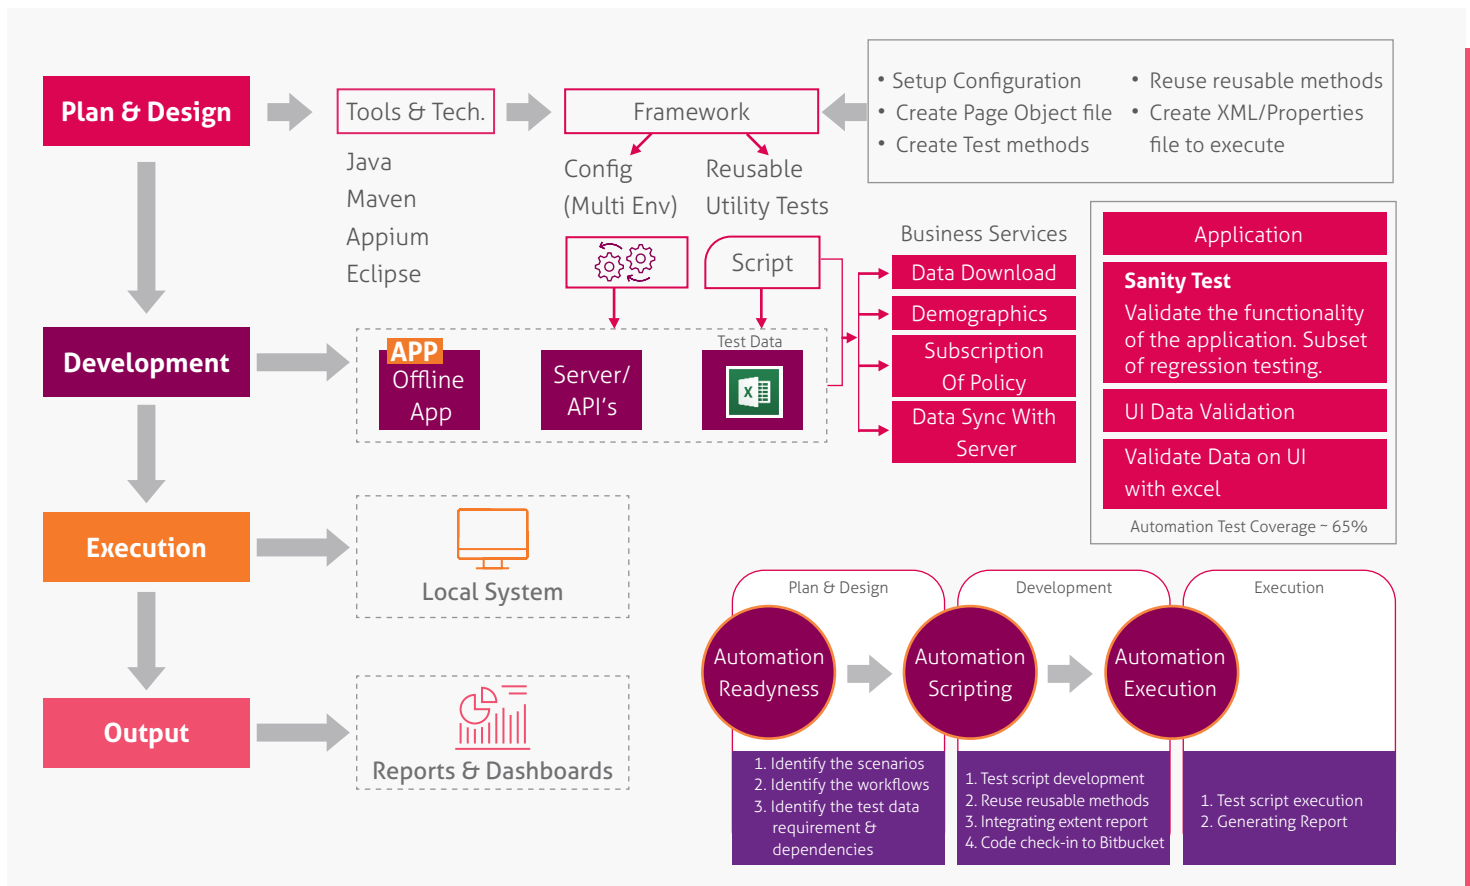 Plan & Design
Tools & Tech.
Java
Maven
Appium
Eclipse
Framework
Config
(Multi Env)
Reusable
Utility Tests
Script
• Setup Configuration
• Create Page Object file
• Create Test methods
• Reuse reusable methods
• Create XML/Properties
file to execute
Business Services
Data Download
Demographics
Subscription
Of Policy
Data Sync With
Server
Application
Sanity Test
Validate the functionality
of the application. Subset
of regression testing.
UI Data Validation
Validate Data on UI
with excel
Automation Test Coverage ~ 65%
Development
APP
Offline
App
Server/
API's
Test Data
X
Execution
Local System
Output
Reports & Dashboards
Plan & Design
Automation
Readyness
1. Identify the scenarios
2. Identify the workflows
3. Identify the test data
requirement &
dependencies
Development
Automation
Scripting
1. Test script development
2. Reuse reusable methods
3. Integrating extent report
4. Code check-in to Bitbucket
Execution
Automation
Execution
1. Test script execution
2. Generating Report